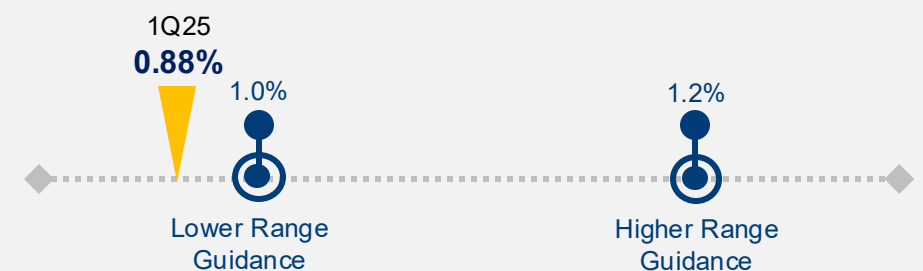 1Q25
0.88%
1.0%
1.2%
Lower Range
Guidance
Higher Range
Guidance